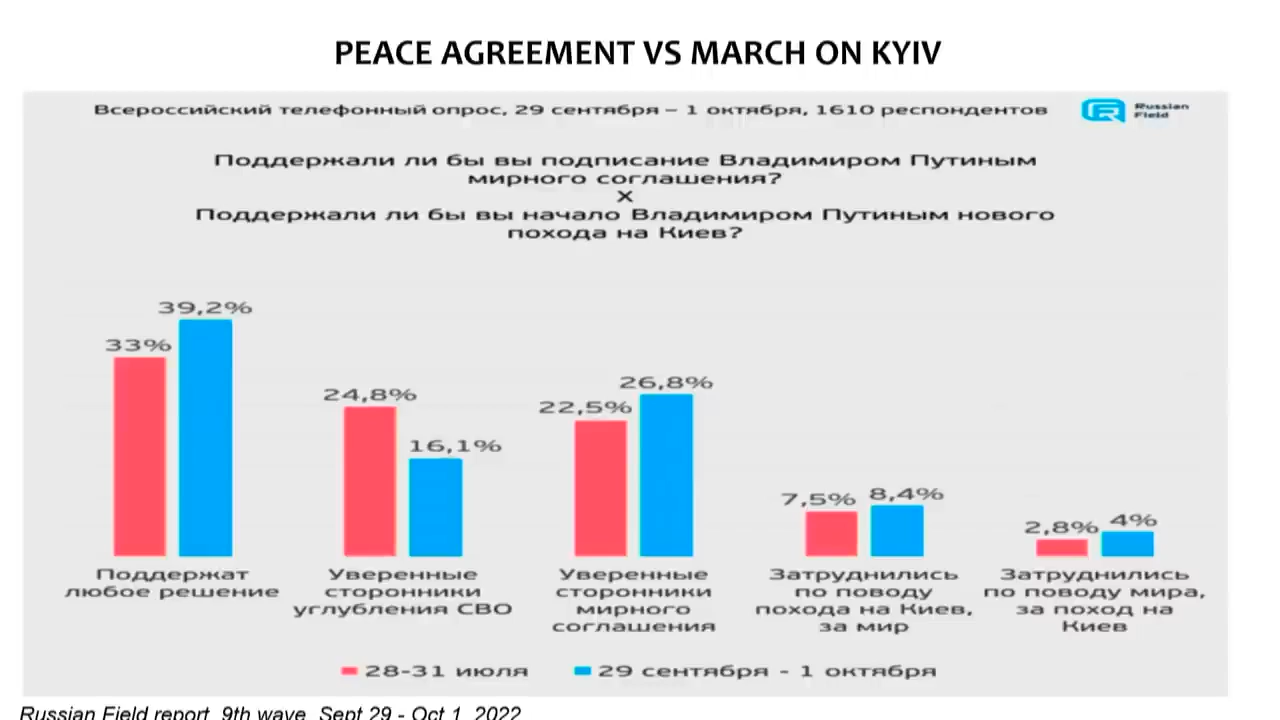 PEACE AGREEMENT VS MARCH ON KYIV
Всероссийский телефонный опрос, 29 сентября – 1 октября, 1610 респондентов
Russian
Field
Поддержали ли бы вы подписание Владимиром Путиным
мирного соглашения?
X
Поддержали ли бы вы начало Владимиром Путиным нового
похода на Киев?
33%
39,2%
24,8%
16,1%
22,5%
26,8%
7,5%
8,4%
2,8%
4%
Поддержат
любое решение
Уверенные
сторонники
углубления СВО
Уверенные
сторонники
мирного
соглашения
Затруднились
по поводу
похода на Киев,
за мир
Затруднились
по поводу мира,
за поход на
Киев
28-31 июля
29 сентября - 1 октября
Russian Field report, 9th wave, Sept 29 - Oct 1, 2022